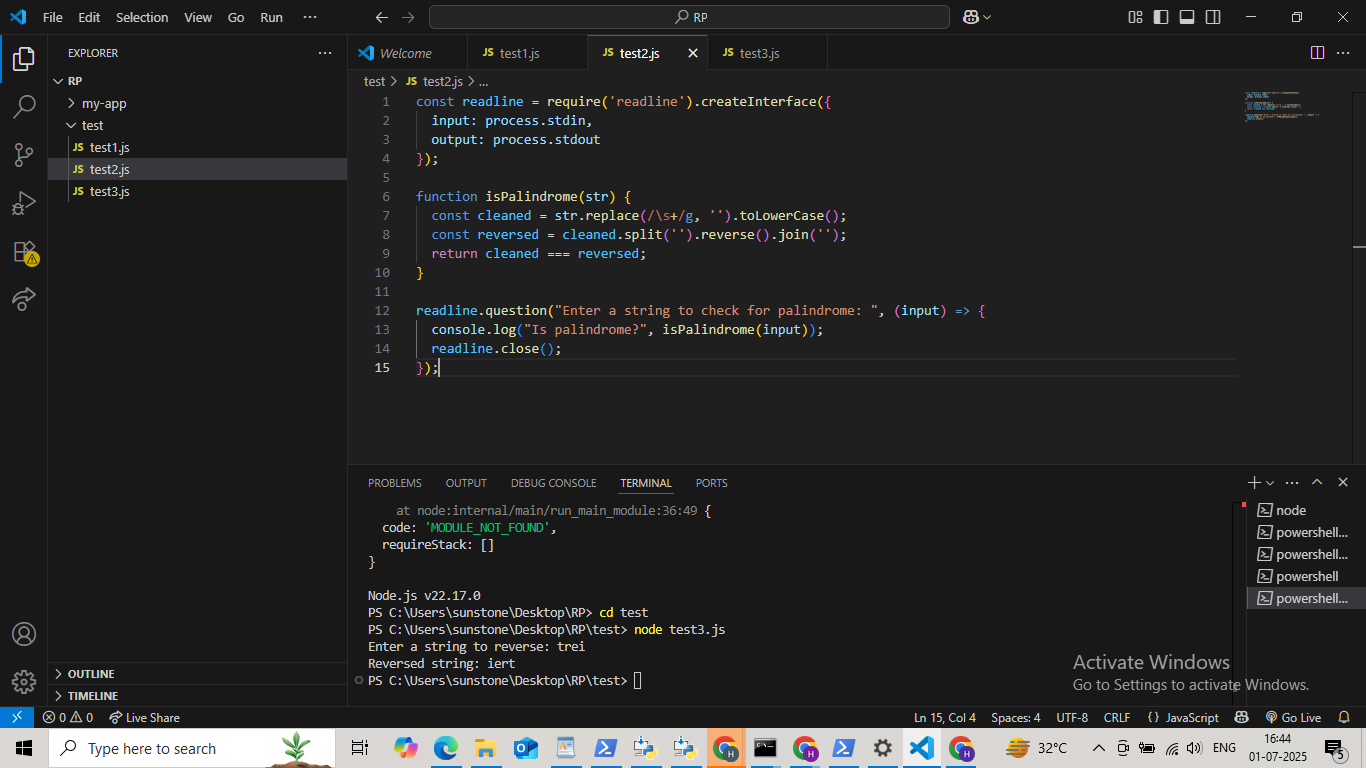 File Edit Selection View Go Run ···
RP
EXPLORER ···
RP
my-app
test
JS test1.js
JS test2.js
JS test3.js
OUTLINE
TIMELINE
Welcome
JS test1.js
JS test2.js
JS test3.js
test > JS test2.js > ...
1 const readline = require('readline').createInterface({
2 input: process.stdin,
3 output: process.stdout
4 });
5
6 function isPalindrome(str) {
7 const cleaned = str.replace(/\s+/g, '').toLowerCase();
8 const reversed = cleaned.split('').reverse().join('');
9 return cleaned === reversed;
10 }
11
12 readline.question("Enter a string to check for palindrome: ", (input) => {
13 console.log("Is palindrome?", isPalindrome(input));
14 readline.close();
15 });
PROBLEMS OUTPUT DEBUG CONSOLE TERMINAL PORTS
at node:internal/main/run_main_module:36:49 {
code: 'MODULE_NOT_FOUND',
requireStack: []
}
Node.js v22.17.0
PS C:\Users\sunstone\Desktop\RP> cd test
PS C:\Users\sunstone\Desktop\RP\test> node test3.js
Enter a string to reverse: trei
Reversed string: iert
PS C:\Users\sunstone\Desktop\RP\test>
node
powershell...
powershell...
powershell
powershell...
Activate Windows
Go to Settings to activate Windows.
0 0 Live Share
Ln 15, Col 4 Spaces: 4 UTF-8 CRLF {} JavaScript Go Live
Type here to search
32°C
ENG
16:44
01-07-2025
5